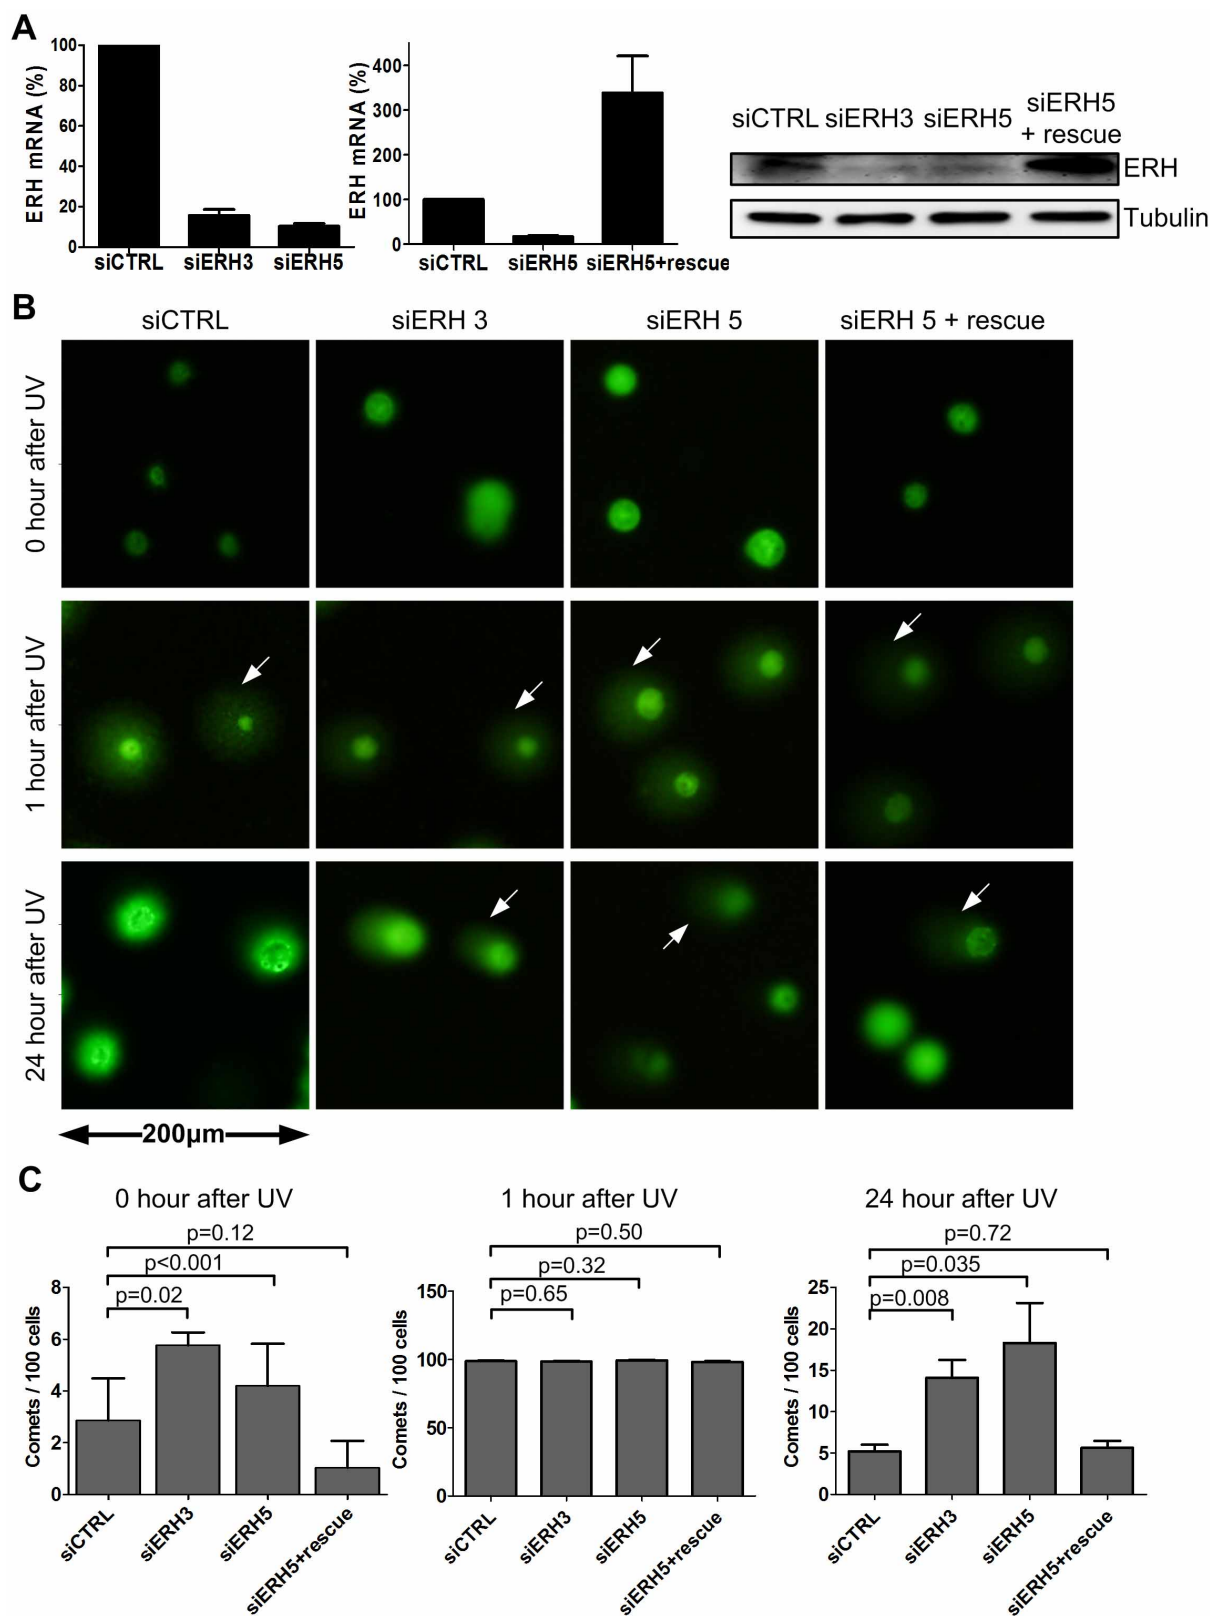 A
ERH mRNA (%)
100
80
60
40
20
0
siCTRL siERH3 siERH5
ERH mRNA (%)
400
300
200
100
0
siCTRL siERH5 siERH5+rescue
siCTRL siERH3 siERH5 siERH5
+ rescue
ERH
Tubulin
B
siCTRL siERH 3 siERH 5 siERH 5 + rescue
0 hour after UV
1 hour after UV
24 hour after UV
200µm
C
0 hour after UV
p=0.12
p<0.001
p=0.02
Comets / 100 cells
8
6
4
2
0
siCTRL
siERH3
siERH5
siERH5+rescue
1 hour after UV
p=0.50
p=0.32
p=0.65
Comets / 100 cells
150
100
50
0
siCTRL
siERH3
siERH5
siERH5+rescue
24 hour after UV
p=0.72
p=0.035
p=0.008
Comets / 100 cells
25
20
15
10
5
0
siCTRL
siERH3
siERH5
siERH5+rescue